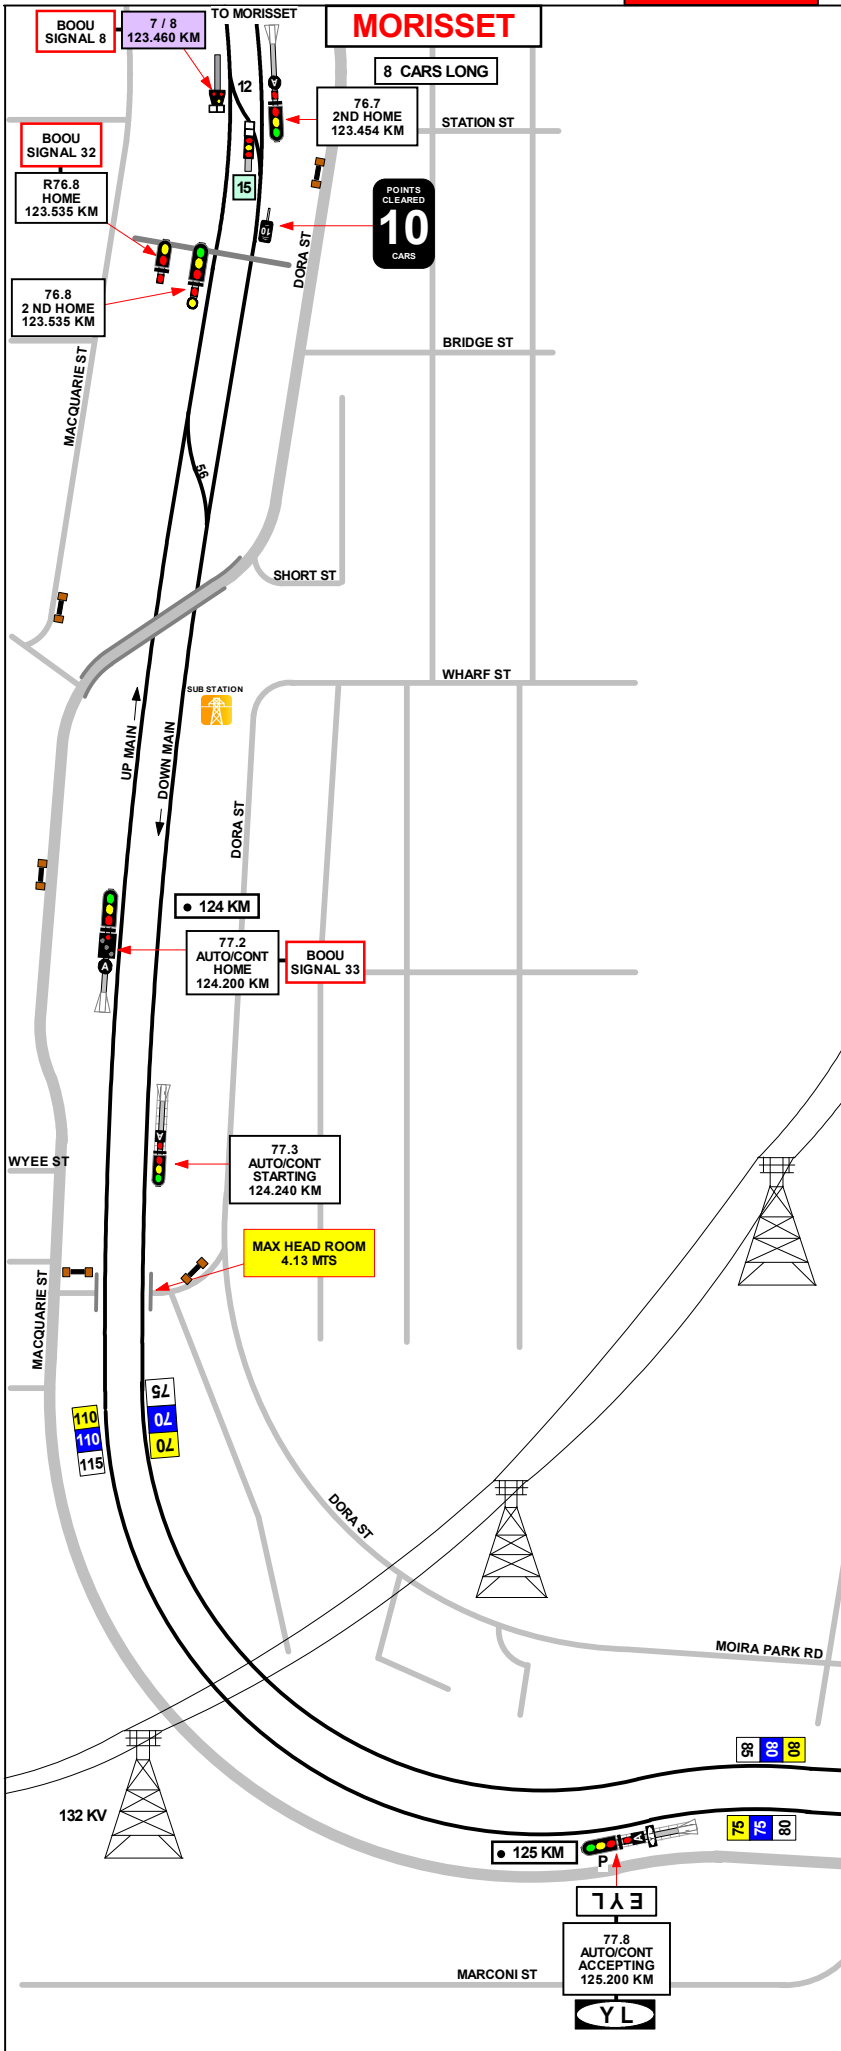 TO MORISSET
MORISSET
BOOU
SIGNAL 8
7 / 8
123.460 KM
8 CARS LONG
12
A
76.7
2ND HOME
123.454 KM
STATION ST
BOOU
SIGNAL 32
R76.8
HOME
123.535 KM
15
POINTS
CLEARED
10
CARS
10
DORA ST
76.8
2 ND HOME
123.535 KM
BRIDGE ST
MACQUARIE ST
56
SHORT ST
WHARF ST
SUB STATION
UP MAIN
DOWN MAIN
DORA ST
124 KM
77.2
AUTO/CONT
HOME
124.200 KM
BOOU
SIGNAL 33
A
A
77.3
AUTO/CONT
STARTING
124.240 KM
WYEE ST
MAX HEAD ROOM
4.13 MTS
MACQUARIE ST
75
70
70
110
110
115
DORA ST
MOIRA PARK RD
85
80
80
132 KV
75
75
80
125 KM
A
P
E Y L
77.8
AUTO/CONT
ACCEPTING
125.200 KM
Y L
MARCONI ST